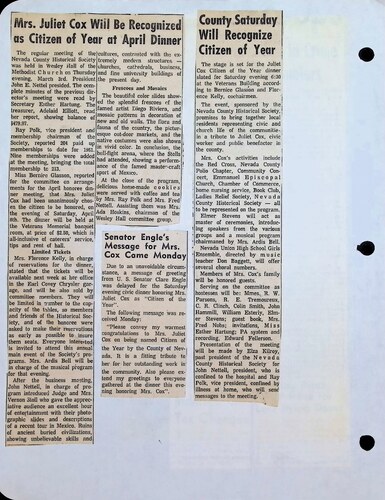 Mrs. Juliet Cox Will Be Recognized
as Citizen of Year at April Dinner
The regular meeting of the
Nevada County Historical Society
was held in Wesley Hall of the
Methodist Church on Thursday
evening, March 3rd. President
John E. Nettel presided. The com-
plete minutes of the previous di-
rectors meeting were read by
Secretary Esther Hartung. The
treasurer, Adelaid Elliot, read
her report, showing balance of
Ray Polk, vice president and
membership chairman of the
Society, reported 204 paid up
memberships to date for 1961.
Nine memberships were added at
the meeting, bringing the total
membership to 213.
Miss Bernice Glasson, reported
for the committee arrange-
ments for the April honors din-
ner meeting, that Mrs. Juliet
Cox had been unanimously chos-
en the citizen to be honored, on
the evening of Saturday, April
The dinner will be held at
the Veterans Memorial banquet
room, at price of $2.50, which is
all-inclusive of caterers' service,
tips and rent of hall.
Limited Tickets
Mrs. Florence Kelly, in charge
of reservations for the dinner,
stated that the tickets will be
available next week at her office
in the Earl Covey Chrysler gar-
age, and will be also sold by
committee members. They will
be limited in number to the cap-
acity of the tables, as members
and friends of the Historical Soc-
iety, and of the honoree were
asked to make their reservations
as early as possible to insure
them seats. Everyone interested
is invited to attend this annual
main event of the Society's pro-
grams. Mrs. Ardis Bell will be
in charge of the musical program
for that evening.
After the business meeting,
John Nettell, in charge of pro-
gram introduced Judge and Mrs.
Vernon Stoll who gave the appre-
ciative audience an excellent hour
of entertainment with their photo-
graphic slides and descriptions
of a recent tour in Mexico. Ruins
of ancient buried civilizations,
showing unbelievable skills and
cultures, contrasted with the ex-
tremely modern structures —
churches, cathedrals, business,
and fine university buildings of
the present day.
Frescoes and Mosaics
The beautiful color slides show-
ed the splendid frescoes of the
famed artist Diego Riviera, and
mosaic patterns in decoration of
new and old walls. The flora and
fauna of the country, the pictur-
esque out-door markets, and the
native costumes were also shown
in vivid color. In conclusion, the
bullfight arena, where the Stolls
had attended, showing a perform-
ance of the famed master-craft
sport of Mexico.
At the close of the program,
delicious home-made cookies
were served with coffee and tea
by Mrs. Ray Polk and Mrs. Fred
Nettell. Assisting them was Mrs.
Ada Hoskins, chairman of the
Wesley Hall committee group.
Senator Engle's
Message for Mrs.
Cox Came Monday
Due to an unavoidable circum-
stance, a message of greeting
from U. S. Senator Clare Engle
was delayed for the Saturday
evening civic dinner honoring Mrs.
Juliet Cox as "Citizen of the
Year".
The following message was re-
ceived Monday:
"Please convey my warmest
congratulations to Mrs. Juliet
Cox on being named Citizen of
the Year by the County of Neva-
da. It is a fitting tribute to
her for her outstanding work in
the community. Also please ex-
tend my greetings to everyone
gathered at the dinner this eve-
ning honoring Mrs. Cox".
County Saturday
Will Recognize
Citizen of Year
The stage is set for the Juliet
Cox Citizen of the Year dinner
slated for Saturday evening 6:30
at the Veterans Building according
to Bernice Glasson and Flor-
ence Kelly, cochairmen.
The event, sponsored by the
Nevada County Historical Society,
promises to bring together local
residents representing civic and
church life of the communities
in a tribute to Juliet Cox, civic
worker and public benefactor in
the county.
Mrs. Cox's activities include
the Red Cross, Nevada County
Polio Chapter, Community Con-
cert, Emmanuel Episcopal
Church, Chamber of Commerce,
home nursing service, Book Club,
Ladies Relief Society, Nevada
County Historical Society — all
to be represented on the program.
Elmer Stevens will act as
master of ceremonies, introducing
speakers from the various
groups and a musical program
chairmaned by Mrs. Ardis Bell.
Nevada Union High School Girls
Ensemble, directed by music
teacher Don Baggett, will offer
several choral numbers.
Members of Mrs. Cox's family
will be honored guests.
Serving on the committee as
hostesses will be: Mmes. R. W.
Parsons, R. E. Tremoureux,
C. R. Clinch, Colin Smith, John
Hammill, William Esterly, Elm-
er Stevens; guest book, Mrs.
Fred Nobs; invitations, Miss
Esther Hartung; PA system and
recording, Edward Fellerson.
Presentation of the meeting
will be made by Elza Kilroy,
past president of the Nevada
County Historical Society for
John Nettell, president, who is
confined to the hospital and Ray
Polk, vice president, confined by
illness at home, who will send
messages to the meeting.